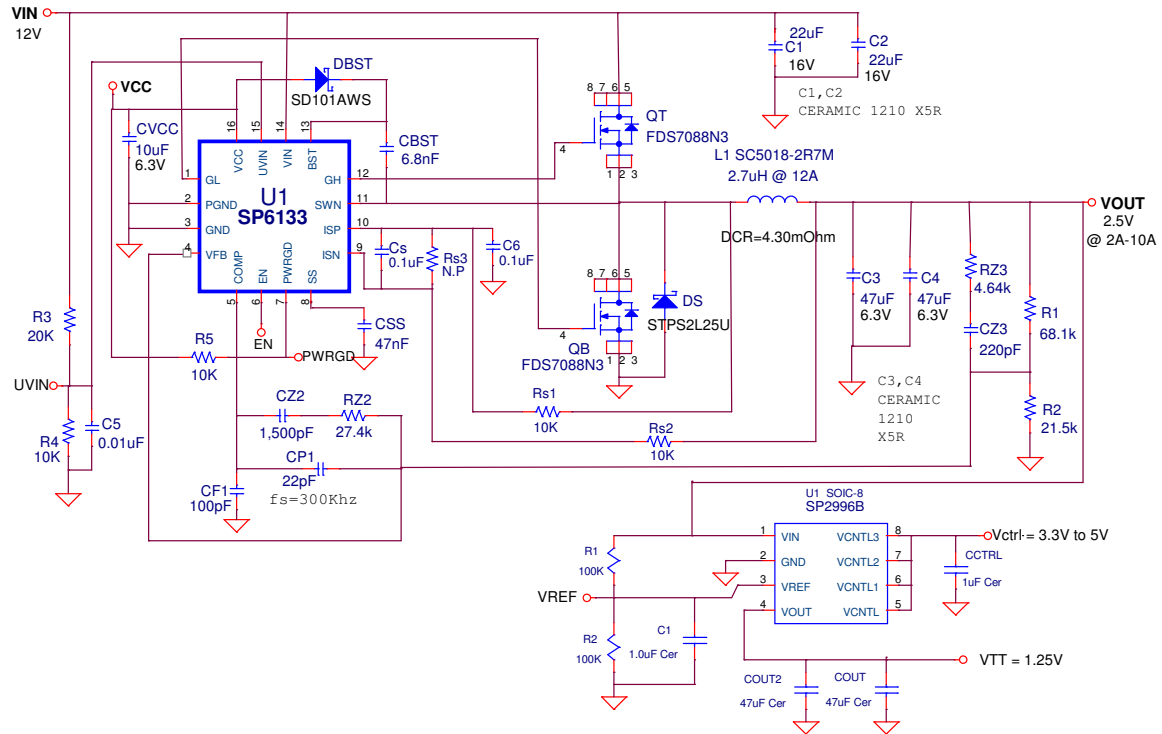 VIN
12V
22uF
C1
16V
C2
22uF
16V
C1,C2
CERAMIC 1210 X5R
VCC
DBST
SD101AWS
CVCC
10uF
6.3V
CBST
6.8nF
16
15
14
13
VCC
UVIN
VIN
BST
U1
SP6133
1
GL
2
PGND
3
GND
4
VFB
GH
12
SWN
11
ISP
10
ISN
9
COMP
EN
PWRGD
SS
5
6
7
8
8 7 6 5
QT
FDS7088N3
4
1 2 3
L1 SC5018-2R7M
2.7uH @ 12A
DCR=4.30mOhm
VOUT
2.5V
@ 2A-10A
Cs
0.1uF
Rs3
N.P
C6
0.1uF
8 7 6 5
4
QB
FDS7088N3
1 2 3
DS
STPS2L25U
C3
47uF
6.3V
C4
47uF
6.3V
RZ3
4.64k
CZ3
220pF
R1
68.1k
R2
21.5k
C3,C4
CERAMIC
1210
X5R
R3
20K
EN
CSS
47nF
R5
10K
PWRGD
UVIN
R4
10K
C5
0.01uF
CZ2
1,500pF
RZ2
27.4k
CP1
22pF
CF1
100pF
fs=300Khz
Rs1
10K
Rs2
10K
U1 SOIC-8
SP2996B
1
VIN
2
GND
3
VREF
4
VOUT
VCNTL3
8
VCNTL2
7
VCNTL1
6
VCNTL
5
Vctrl = 3.3V to 5V
CCTRL
1uF Cer
R1
100K
VREF
R2
100K
C1
1.0uF Cer
VTT = 1.25V
COUT2
47uF Cer
COUT
47uF Cer